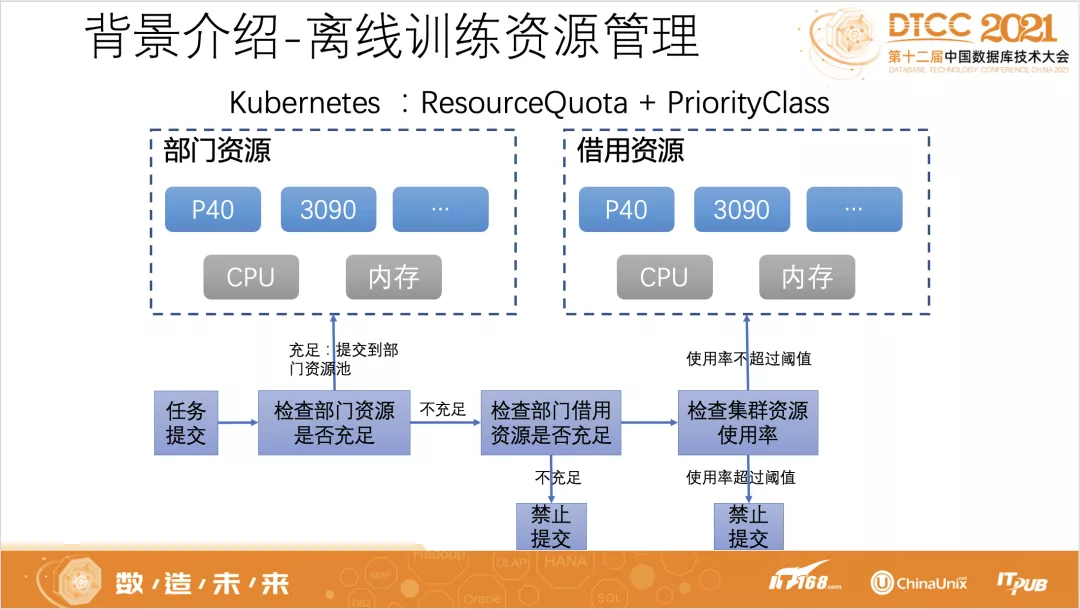 背景介绍-离线训练资源管理
DTCC 2021
第十二届中国数据库技术大会
DATABASE TECHNOLOGY CONFERENCE CHINA 2021
Kubernetes ：ResourceQuota + PriorityClass
部门资源
P40
3090
...
CPU
内存
借用资源
P40
3090
...
CPU
内存
充足：提交到部
门资源池
使用率不超过阈值
任务
提交
检查部门资源
是否充足
不充足
检查部门借用
资源是否充足
检查集群资源
使用率
不充足
使用率超过阈值
禁止
提交
禁止
提交
数/造/未/来
Hadoop
MPP
DB2
Oracle
OLAP
HANA
SQL
IT168.com
ChinaUnix
ITPUB